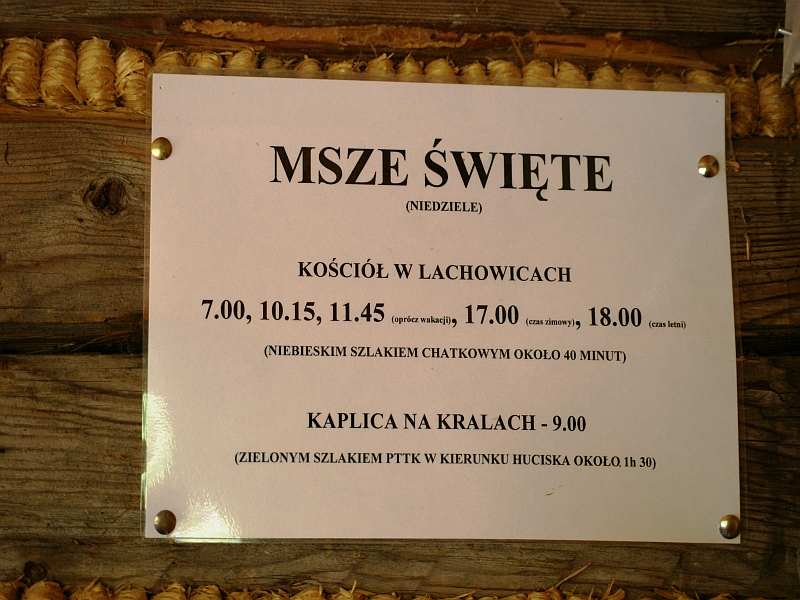 MSZE ŚWIĘTE
(NIEDZIELE)
KOŚCIÓŁ W LACHOWICACH
7.00, 10.15, 11.45 (oprócz wakacji), 17.00 (czas zimowy), 18.00 (czas letni)
(NIEBIESKIM SZLAKIEM CHATKOWYM OKOŁO 40 MINUT)
KAPLICA NA KRALACH - 9.00
(ZIELONYM SZLAKIEM PTTK W KIERUNKU HUCISKA OKOŁO, 1h 30)